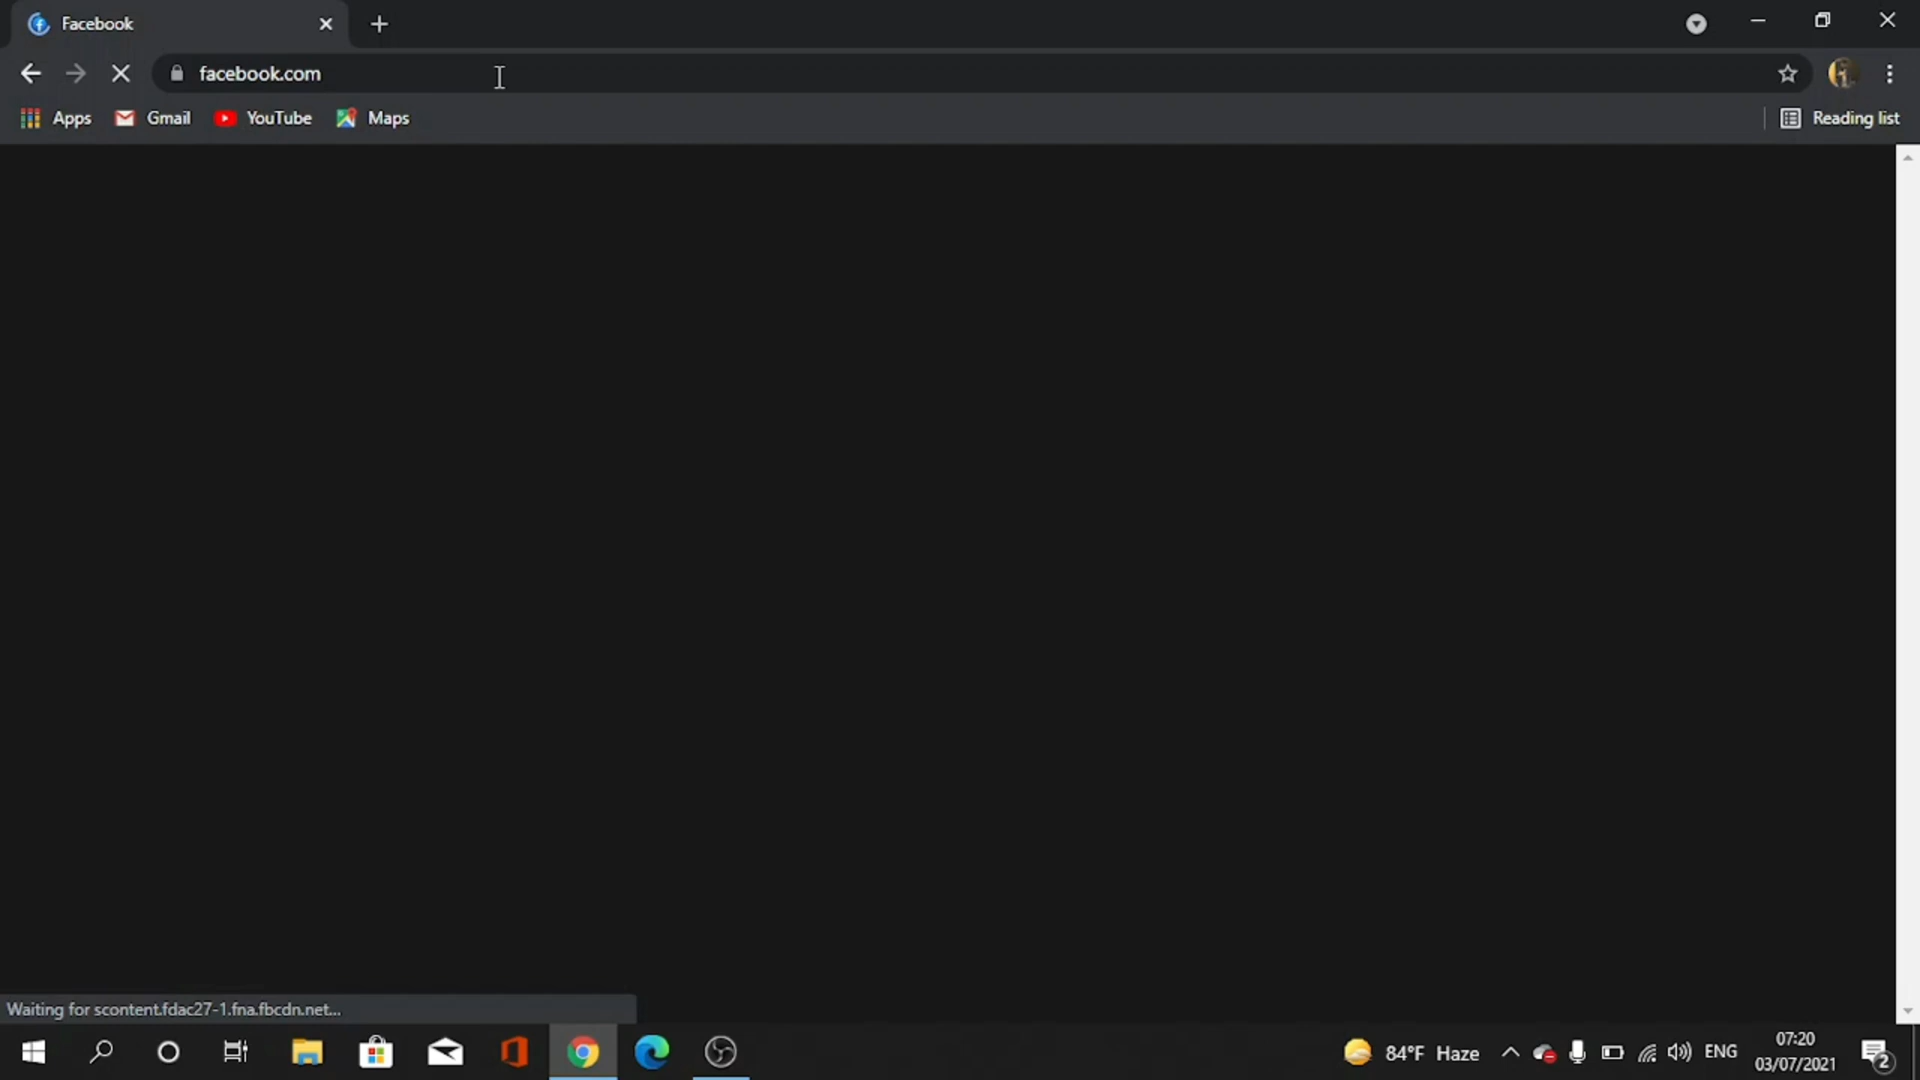 Facebook
facebook.com
Apps Gmail YouTube Maps Reading list
Waiting for scontent.fdac27-1.fna.fbcdn.net...
84°F Haze ENG 07:20
03/07/2021 2